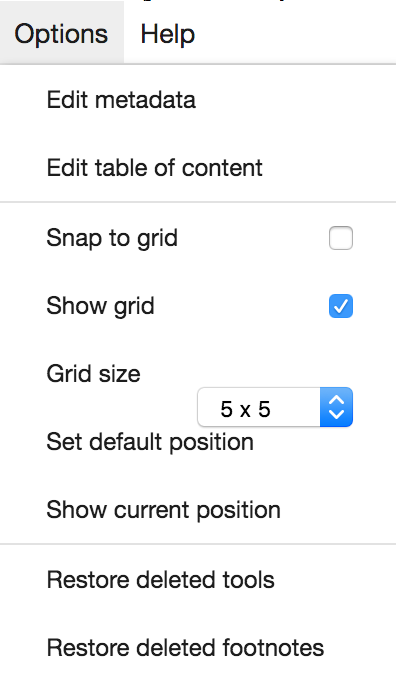 Options Help
Edit metadata
Edit table of content
Snap to grid
Show grid
Grid size
5 x 5
Set default position
Show current position
Restore deleted tools
Restore deleted footnotes